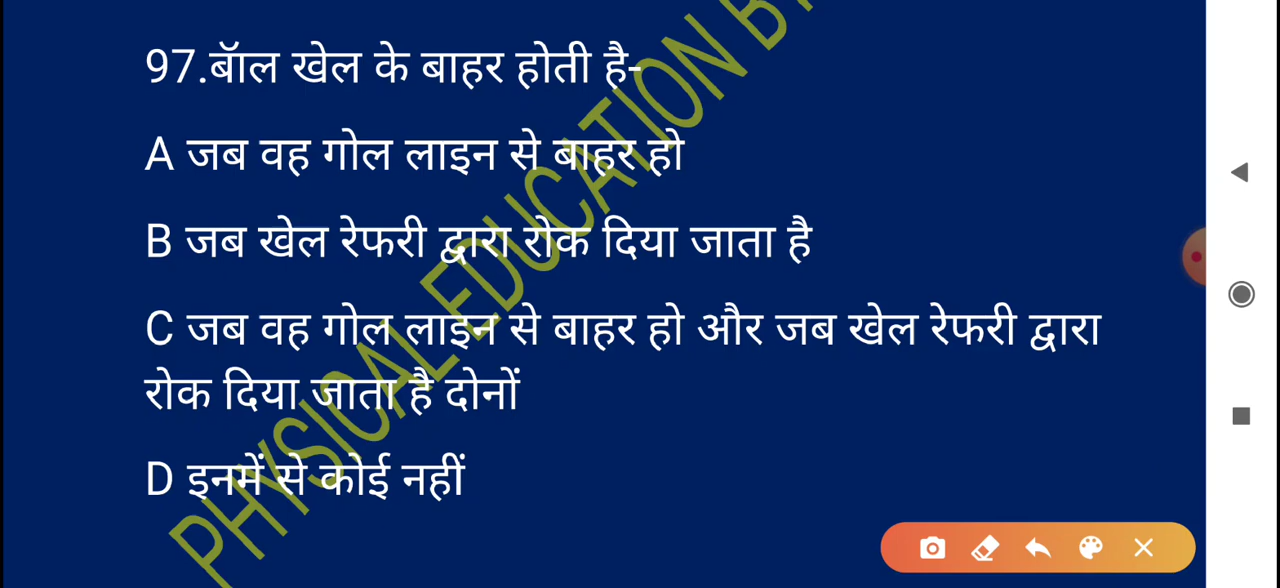 97.बॉल खेल के बाहर होती है-
A जब वह गोल लाइन से बाहर हो
B जब खेल रेफरी द्वारा रोक दिया जाता है
C जब वह गोल लाइन से बाहर हो और जब खेल रेफरी द्वारा
रोक दिया जाता है दोनों
D इनमें से कोई नहीं
PHYSICAL EDUCATION BY